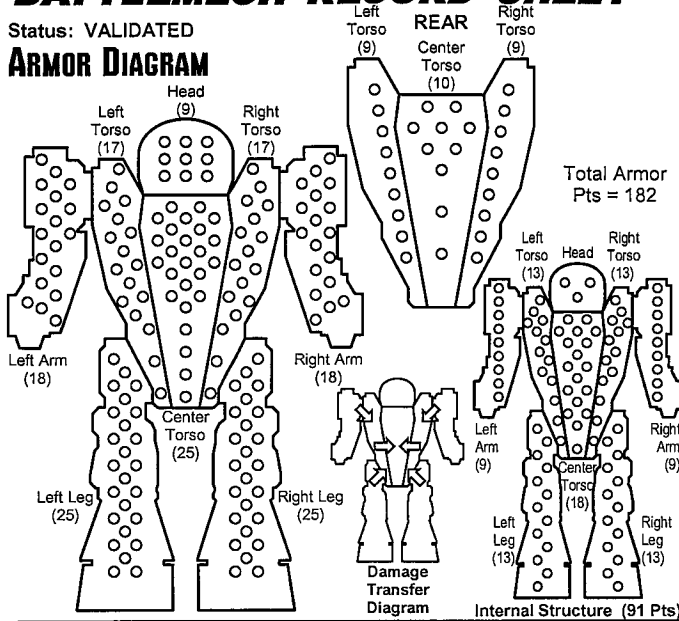 BATTLEMECH RECORD SHEET
Status: VALIDATED
ARMOR DIAGRAM
Head
(9)
Left
Torso
(17)
Right
Torso
(17)
Left Arm
(18)
Right Arm
(18)
Center
Torso
(25)
Left Leg
(25)
Right Leg
(25)
REAR
Left
Torso
(9)
Center
Torso
(10)
Right
Torso
(9)
Total Armor
Pts = 182
Damage
Transfer
Diagram
Left
Torso
(13)
Head
Right
Torso
(13)
Left
Arm
(9)
Right
Arm
(9)
Center
Torso
(18)
Left
Leg
(13)
Right
Leg
(13)
Internal Structure (91 Pts)